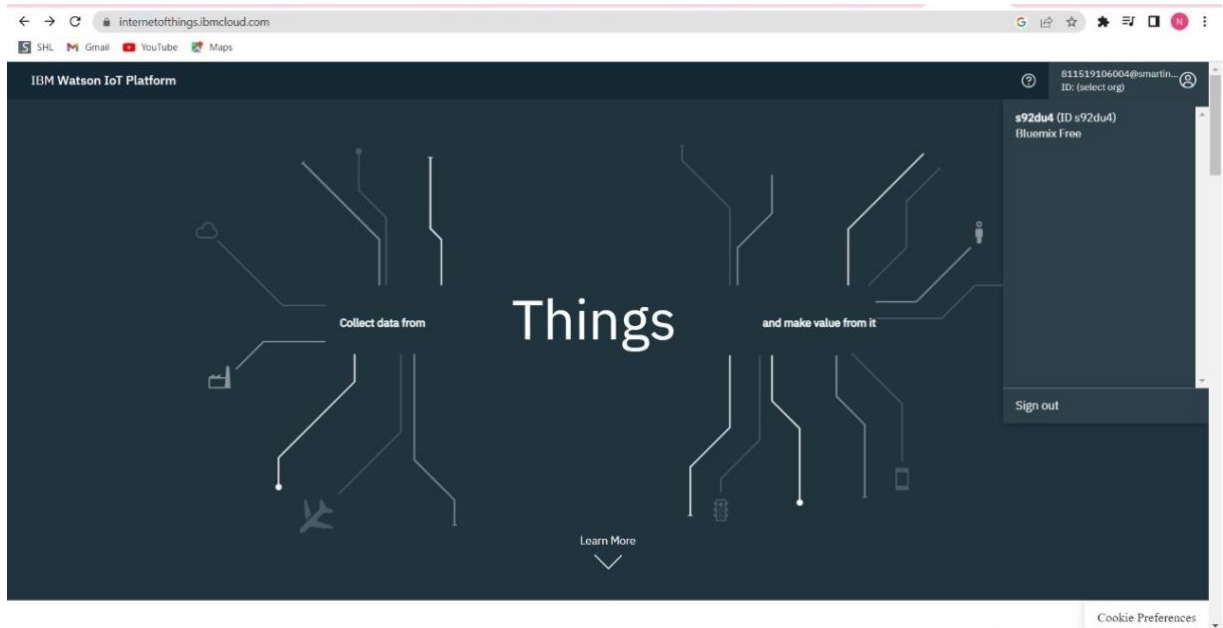 internetofthings.ibmcloud.com
SHL Gmail YouTube Maps
IBM Watson IoT Platform
811519106004@smartin...
ID: (select org)
s92du4 (ID s92du4)
Bluemix Free
Collect data from
Things
and make value from it
Sign out
Learn More
Cookie Preferences